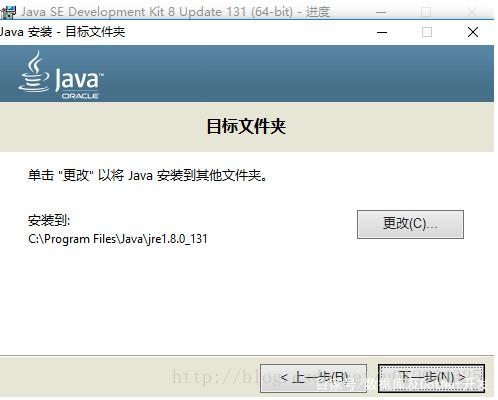 Java SE Development Kit 8 Update 131 (64-bit) - 进度
Java 安装 - 目标文件夹
Java
ORACLE
目标文件夹
单击 "更改" 以将 Java 安装到其他文件夹。
安装到:
更改(C)...
C:\Program Files\Java\jre1.8.0_131
< 上一步(B)
下一步(N) >